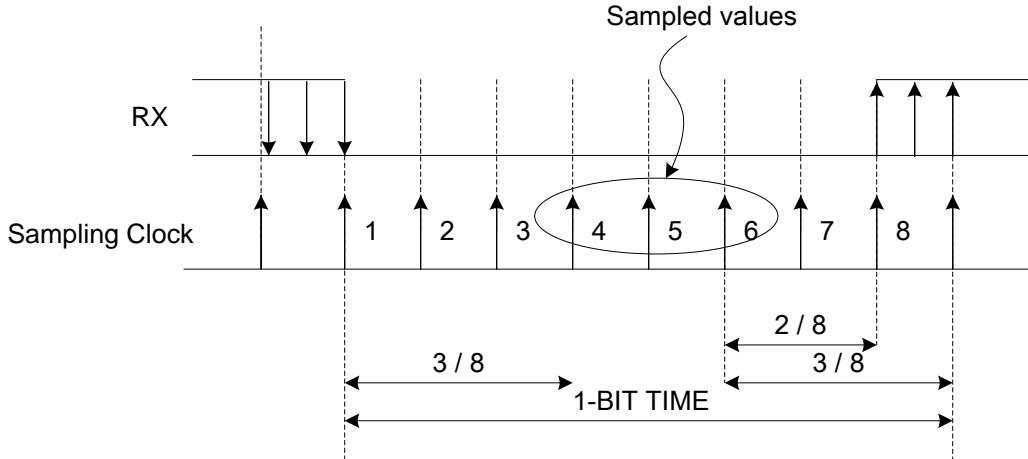 Sampled values
RX
Sampling Clock
1 2 3 4 5 6 7 8
2 / 8
3 / 8 3 / 8
1-BIT TIME